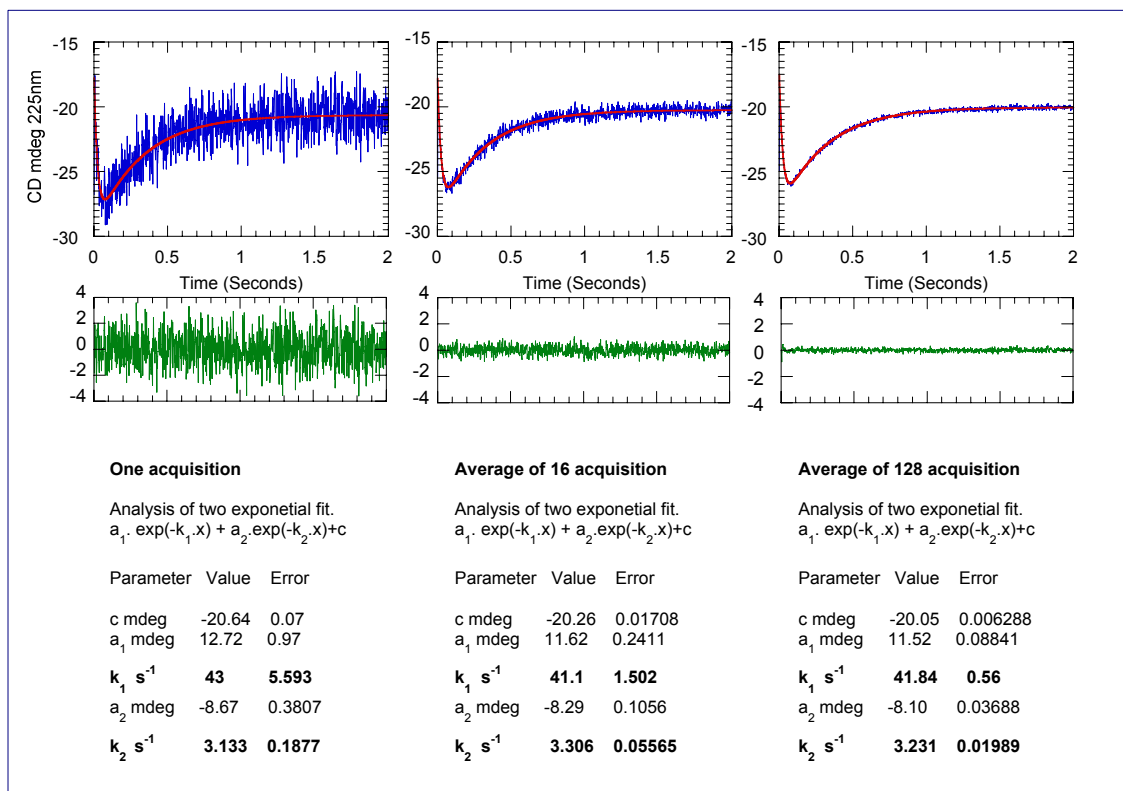 -15
-20
-25
-30
CD mdeg 225nm
0 0.5 1 1.5 2
Time (Seconds)
4
2
0
-2
-4
-15
-20
-25
-30
0 0.5 1 1.5 2
Time (Seconds)
4
2
0
-2
-4
-15
-20
-25
-30
0 0.5 1 1.5 2
Time (Seconds)
4
2
0
-2
-4
One acquisition
Analysis of two exponetial fit.
a₁. exp(-k₁.x) + a₂.exp(-k₂.x)+c
Parameter Value Error
c mdeg -20.64 0.07
a₁ mdeg 12.72 0.97
k₁ s⁻¹ 43 5.593
a₂ mdeg -8.67 0.3807
k₂ s⁻¹ 3.133 0.1877
Average of 16 acquisition
Analysis of two exponetial fit.
a₁. exp(-k₁.x) + a₂.exp(-k₂.x)+c
Parameter Value Error
c mdeg -20.26 0.01708
a₁ mdeg 11.62 0.2411
k₁ s⁻¹ 41.1 1.502
a₂ mdeg -8.29 0.1056
k₂ s⁻¹ 3.306 0.05565
Average of 128 acquisition
Analysis of two exponetial fit.
a₁. exp(-k₁.x) + a₂.exp(-k₂.x)+c
Parameter Value Error
c mdeg -20.05 0.006288
a₁ mdeg 11.52 0.08841
k₁ s⁻¹ 41.84 0.56
a₂ mdeg -8.10 0.03688
k₂ s⁻¹ 3.231 0.01989